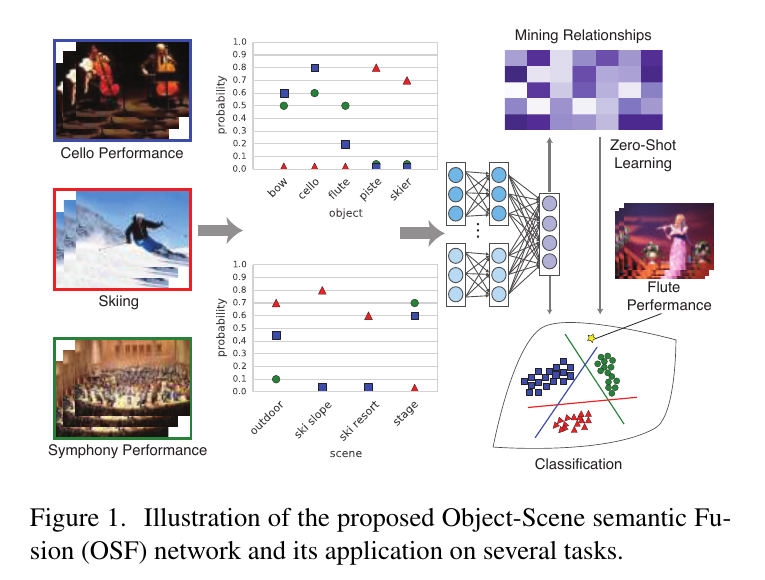 Cello Performance
Skiing
Symphony Performance
probability
1.0
0.9
0.8
0.7
0.6
0.5
0.4
0.3
0.2
0.1
0.0
bow
cello
flute
piste
skier
object
probability
1.0
0.9
0.8
0.7
0.6
0.5
0.4
0.3
0.2
0.1
0.0
outdoor
ski slope
ski resort
stage
scene
Mining Relationships
Zero-Shot
Learning
Flute
Performance
Classification
Figure 1. Illustration of the proposed Object-Scene semantic Fu-
sion (OSF) network and its application on several tasks.